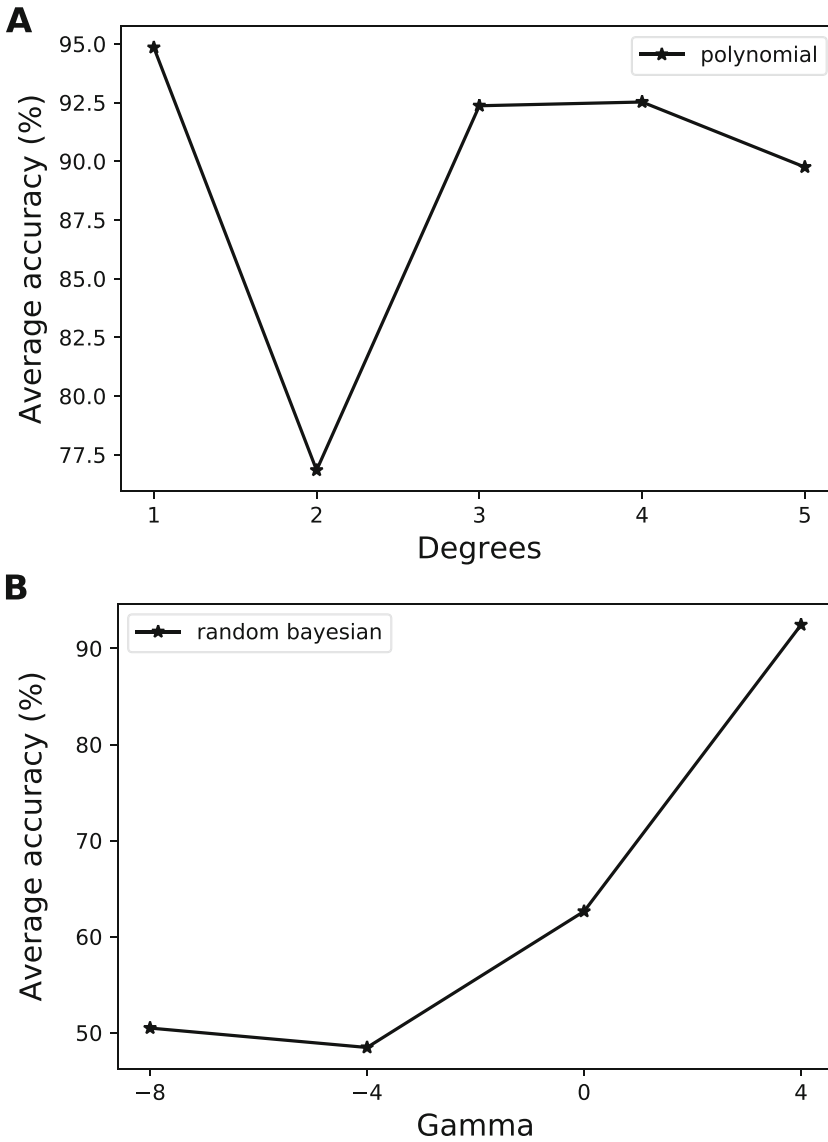 A
Average accuracy (%)
95.0
92.5
90.0
87.5
85.0
82.5
80.0
77.5
polynomial
1 2 3 4 5
Degrees
B
Average accuracy (%)
90
80
70
60
50
random bayesian
−8 −4 0 4
Gamma